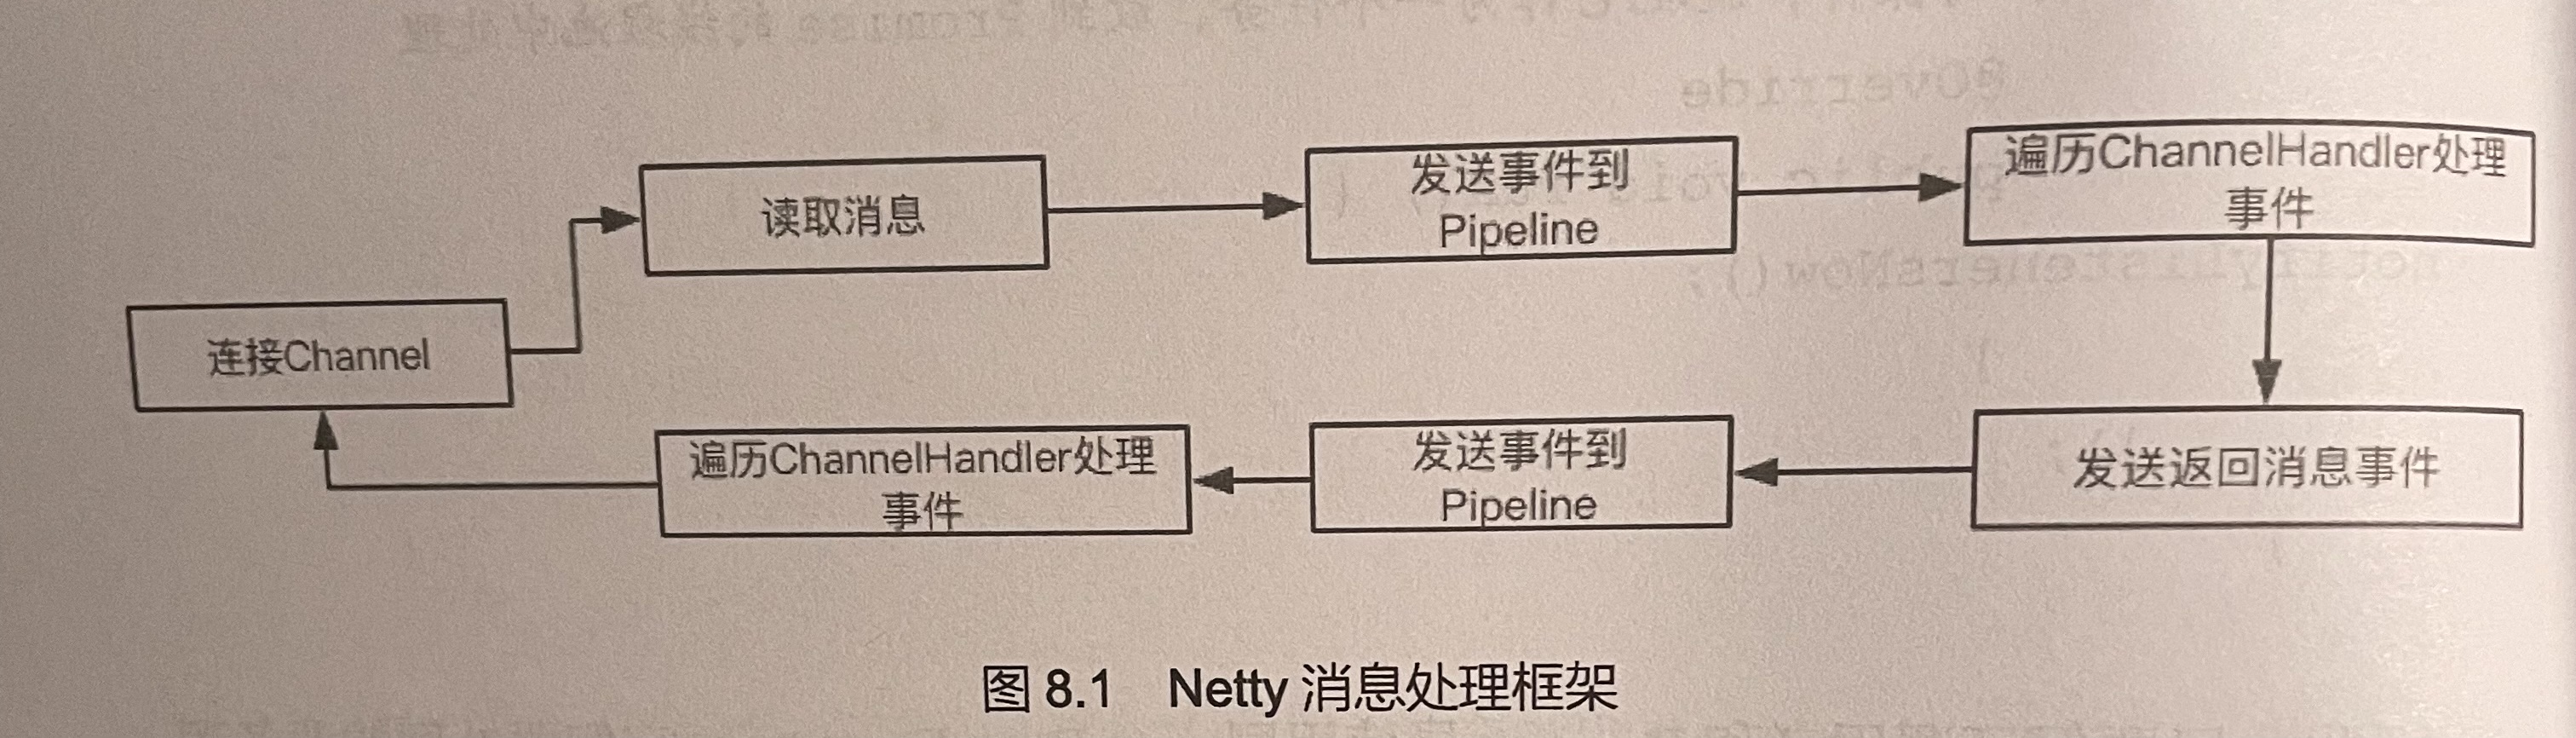 @Override
读取消息
发送事件到
Pipeline
遍历ChannelHandler处理
事件
连接Channel
遍历ChannelHandler处理
事件
发送事件到
Pipeline
发送返回消息事件
图 8.1 Netty 消息处理框架